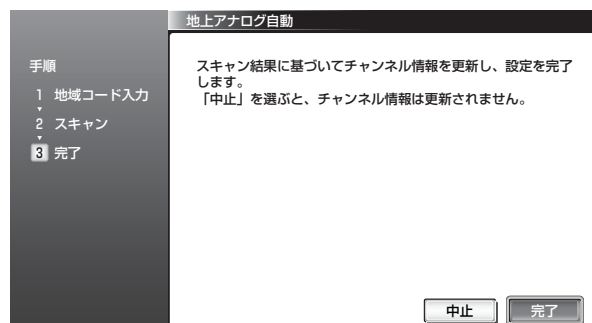 地上アナログ自動
手順
1 地域コード入力
2 スキャン
3 完了
スキャン結果に基づいてチャンネル情報を更新し、設定を完了
します。
「中止」を選ぶと、チャンネル情報は更新されません。
中止
完了